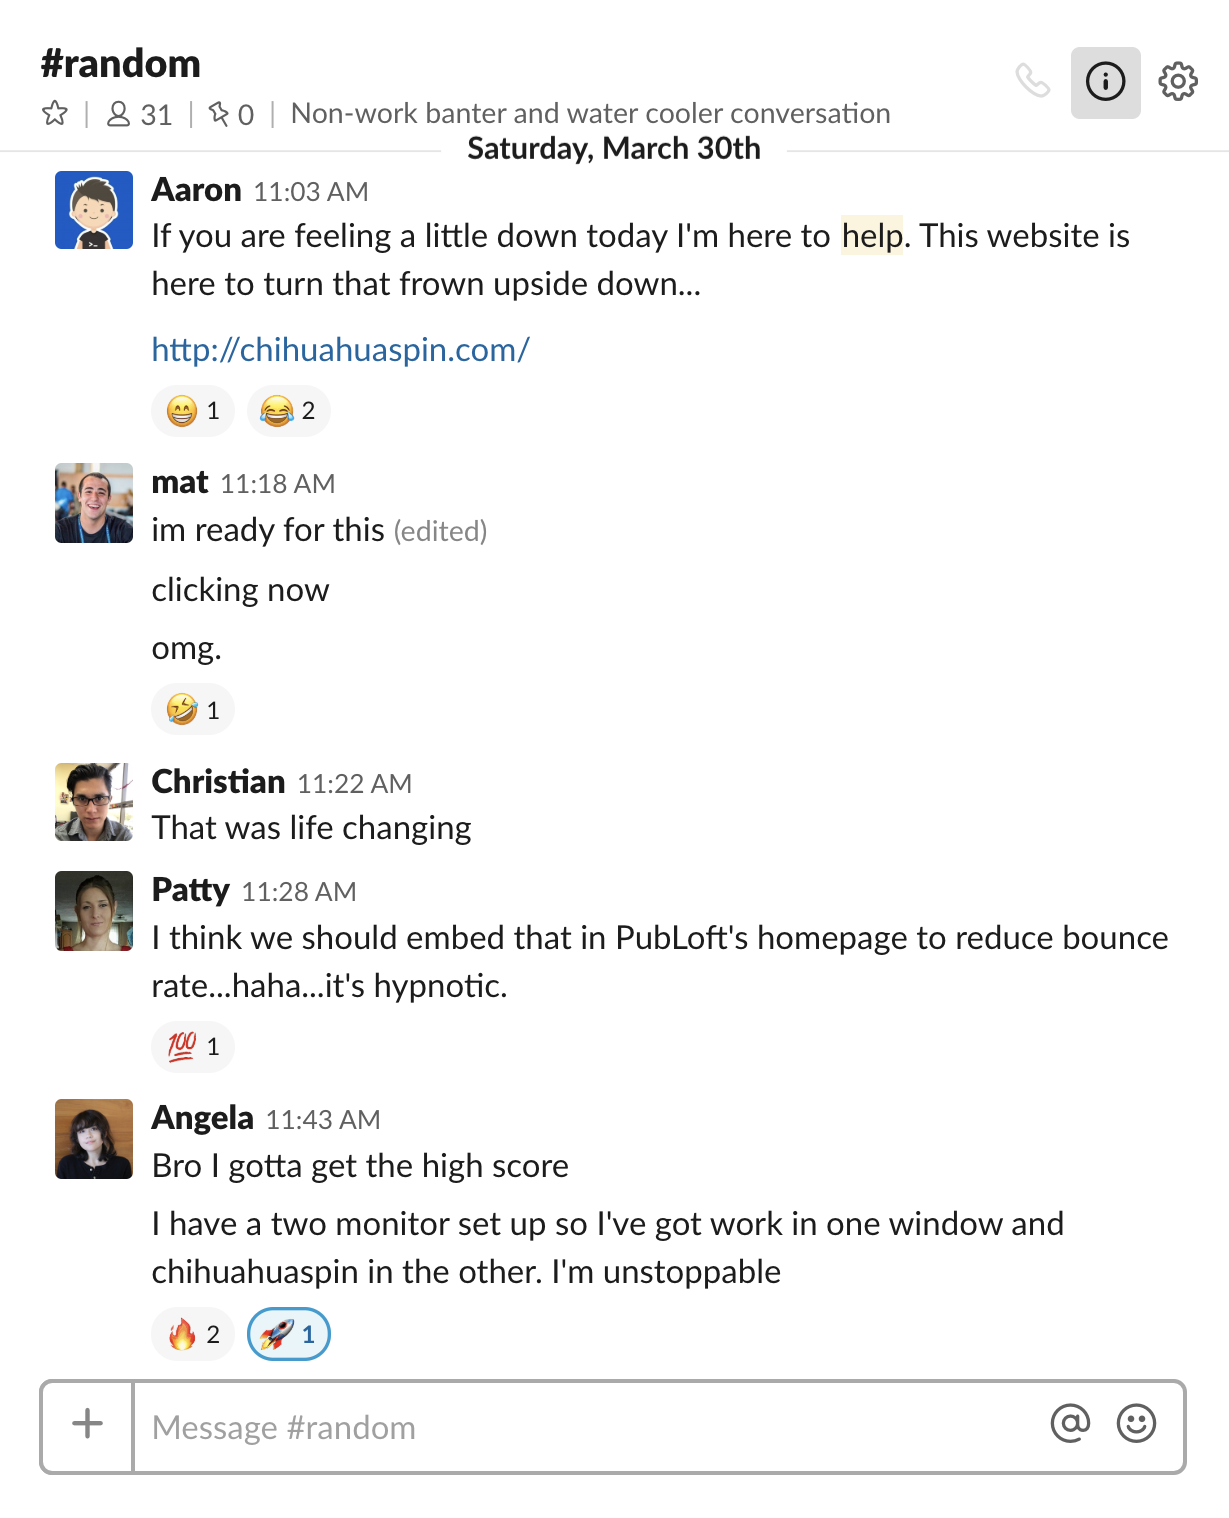 #random
31 | 0 | Non-work banter and water cooler conversation
Saturday, March 30th
Aaron 11:03 AM
If you are feeling a little down today I'm here to help. This website is
here to turn that frown upside down...
http://chihuahuaspin.com/
1 2
mat 11:18 AM
im ready for this (edited)
clicking now
omg.
1
Christian 11:22 AM
That was life changing
Patty 11:28 AM
I think we should embed that in PubLoft's homepage to reduce bounce
rate...haha...it's hypnotic.
100 1
Angela 11:43 AM
Bro I gotta get the high score
I have a two monitor set up so I've got work in one window and
chihuahuaspin in the other. I'm unstoppable
2 1
+ Message #random @